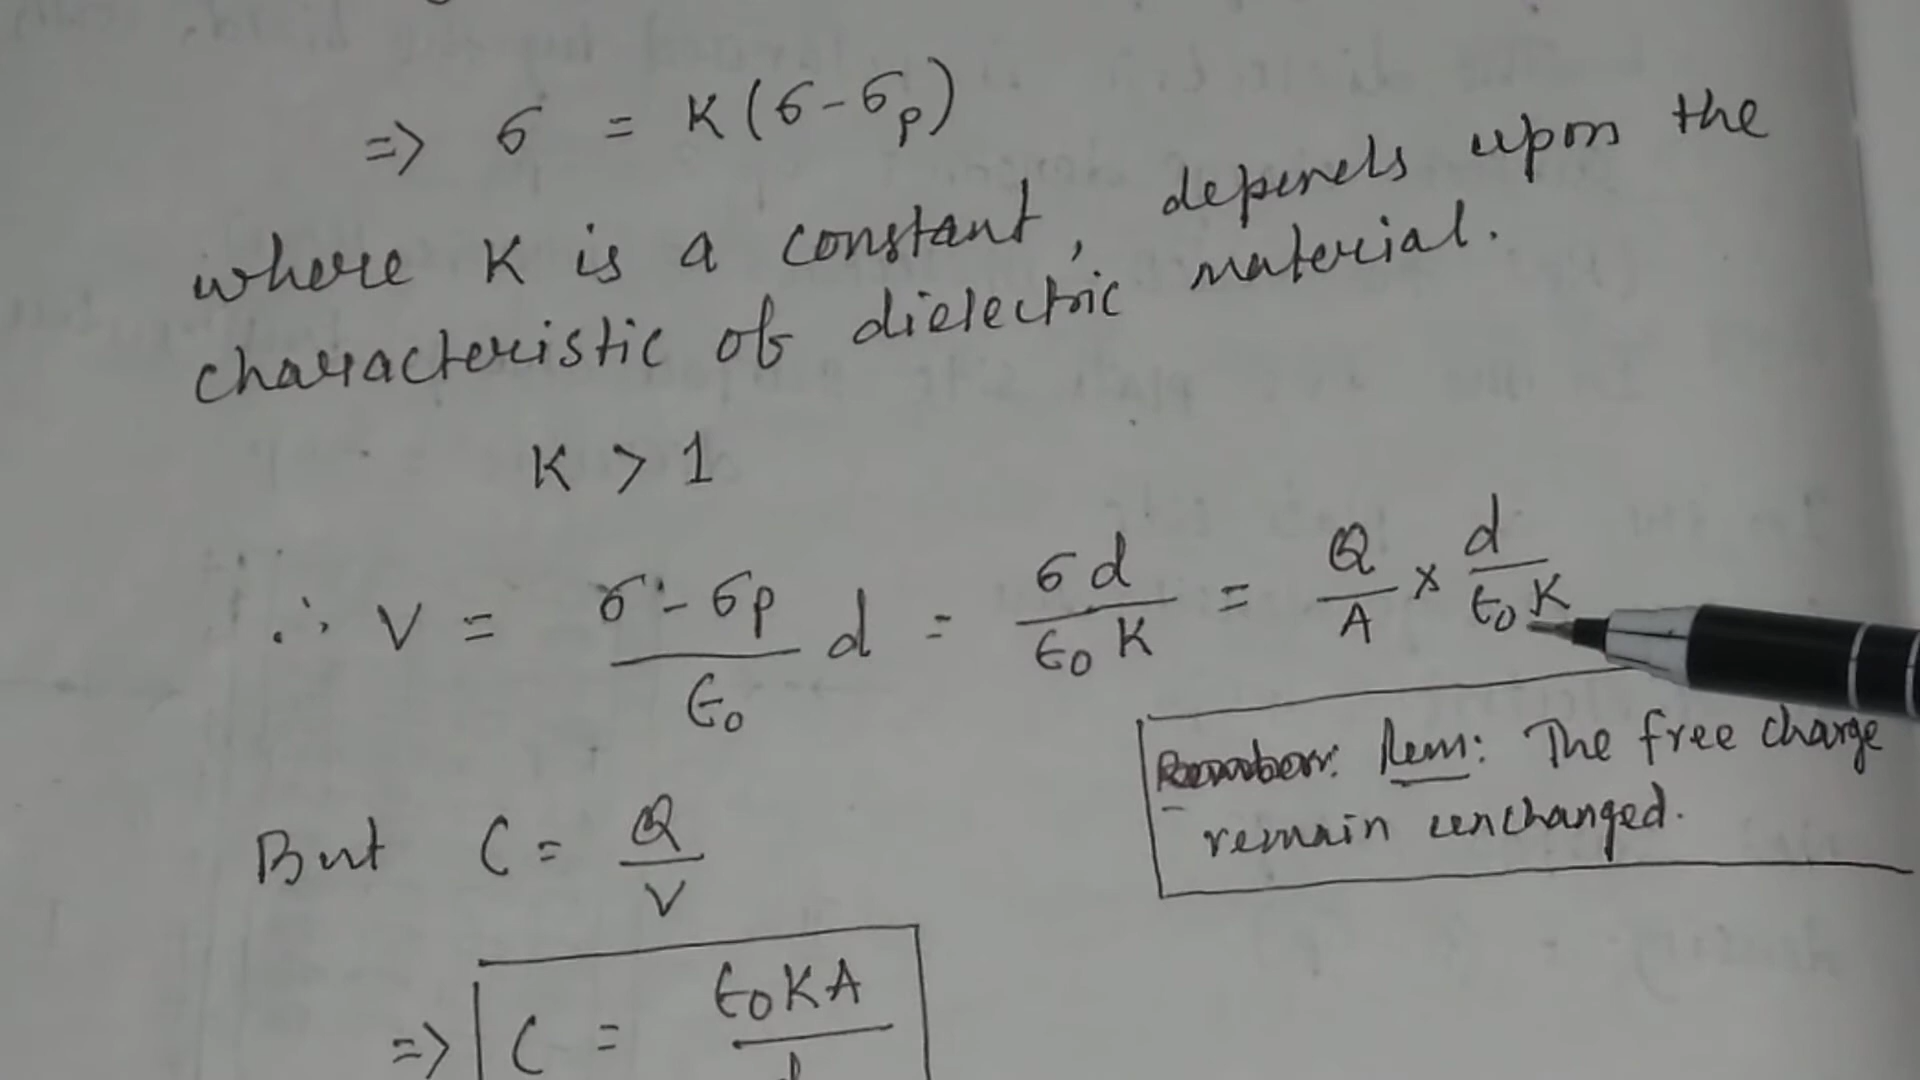 => σ = K(σ-σp)
where K is a constant, depends upon the
characteristic of dielectric material.
K > 1
∴ V = σ-σp/ϵ0 d = σd/ϵ0K = Q/A × d/ϵ0K
Remember: Rem: The free charge
remain unchanged.
But C = Q/V
=> C = ϵ0KA/d